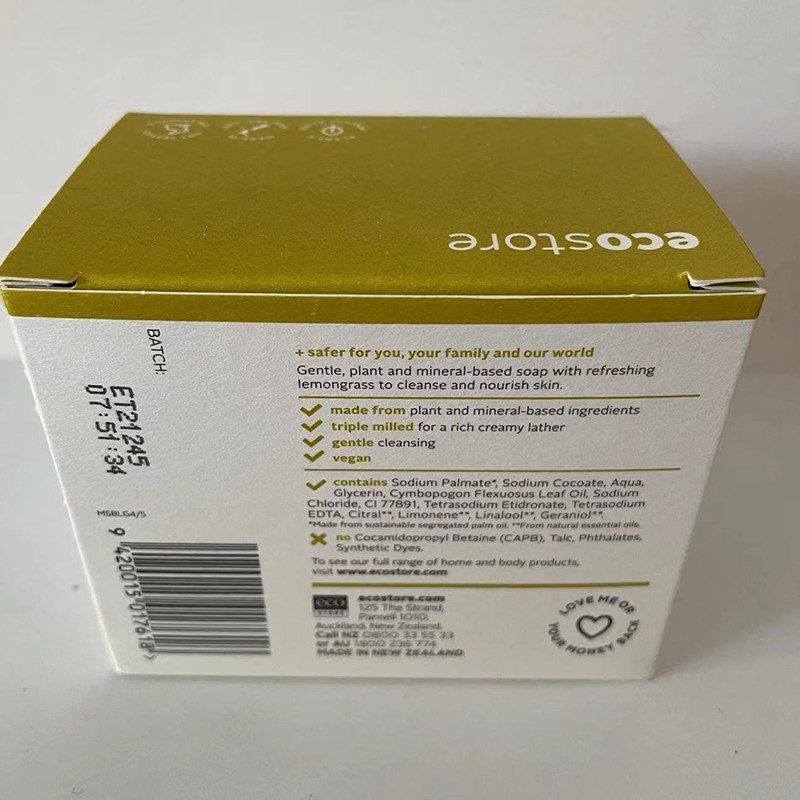 ecostore
BATCH:
ET21245
07:51:34
MSBLG4/5
9 420015 017618 >
+ safer for you, your family and our world
Gentle, plant and mineral-based soap with refreshing
lemongrass to cleanse and nourish skin.
made from plant and mineral-based ingredients
triple milled for a rich creamy lather
gentle cleansing
vegan
contains Sodium Palmate*, Sodium Cocoate, Aqua,
Glycerin, Cymbopogon Flexuosus Leaf Oil, Sodium
Chloride, CI 77891, Tetrasodium Etidronate, Tetrasodium
EDTA, Citral**, Limonene**, Linalool**, Geraniol**.
*Made from sustainable segregated palm oil. **From natural essential oils.
no Cocamidopropyl Betaine (CAPB), Talc, Phthalates,
Synthetic Dyes.
To see our full range of home and body products,
visit www.ecostore.com
eco
STORE
ecostore.com
125 The Strand,
Parnell 1010,
Auckland, New Zealand.
Call NZ 0800 33 55 33
or AU 1800 236 774
MADE IN NEW ZEALAND
LOVE ME OR
YOUR MONEY BACK